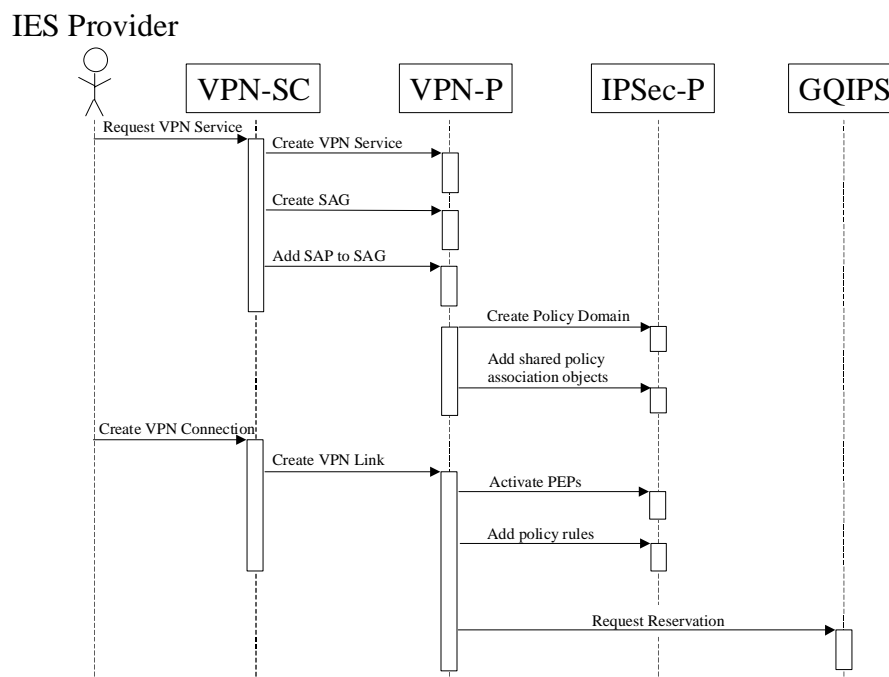 IES Provider
VPN-SC
VPN-P
IPSec-P
GQIPS
Request VPN Service
Create VPN Service
Create SAG
Add SAP to SAG
Create Policy Domain
Add shared policy
association objects
Create VPN Connection
Create VPN Link
Activate PEPs
Add policy rules
Request Reservation